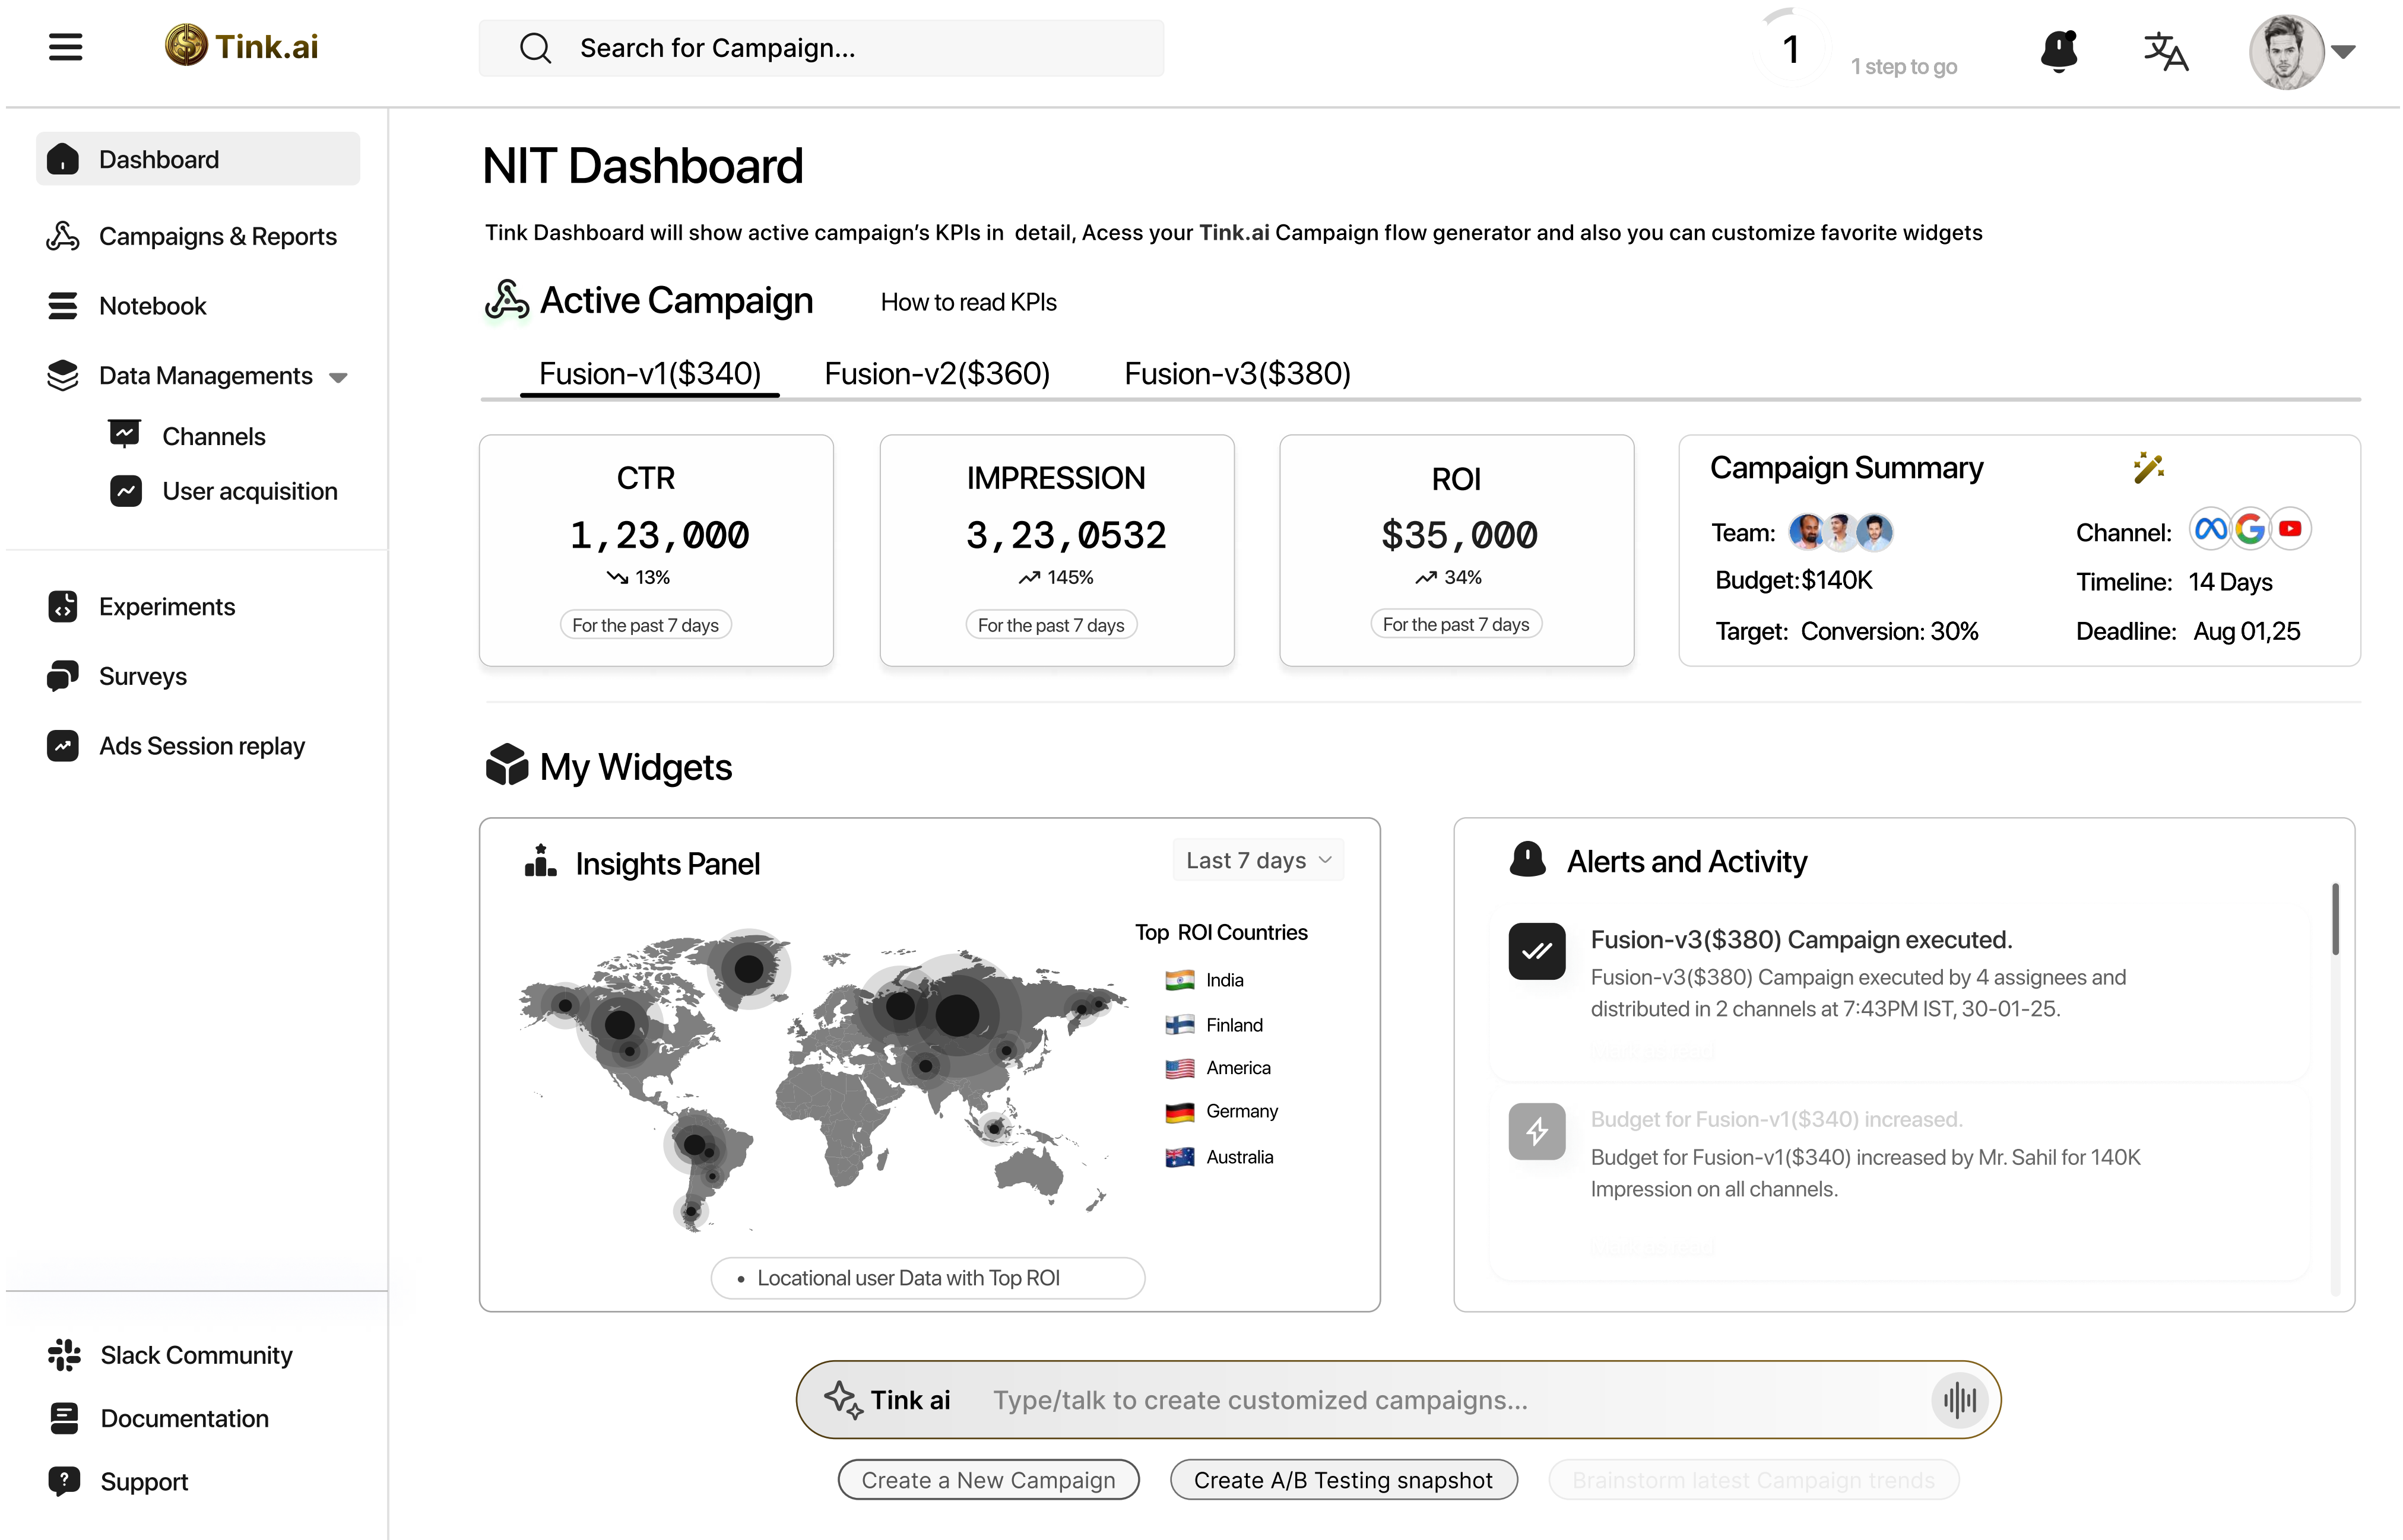 Tink.ai
Search for Campaign...
1
1 step to go
Dashboard
Campaigns & Reports
Notebook
Data Managements
Channels
User acquisition
Experiments
Surveys
Ads Session replay
Slack Community
Documentation
Support
NIT Dashboard
Tink Dashboard will show active campaign's KPIs in  detail, Acess your Tink.ai Campaign flow generator and also you can customize favorite widgets
Active Campaign
How to read KPIs
Fusion-v1($340)
Fusion-v2($360)
Fusion-v3($380)
CTR
1,23,000
13%
For the past 7 days
IMPRESSION
3,23,0532
145%
For the past 7 days
ROI
$35,000
34%
For the past 7 days
Campaign Summary
Team:
Channel:
Budget:$140K
Timeline: 14 Days
Target: Conversion: 30%
Deadline: Aug 01,25
My Widgets
Insights Panel
Last 7 days
Top ROI Countries
India
Finland
America
Germany
Australia
Locational user Data with Top ROI
Alerts and Activity
Fusion-v3($380) Campaign executed.
Fusion-v3($380) Campaign executed by 4 assignees and
distributed in 2 channels at 7:43PM IST, 30-01-25.
Budget for Fusion-v1($340) increased.
Budget for Fusion-v1($340) increased by Mr. Sahil for 140K
Impression on all channels.
Tink ai
Type/talk to create customized campaigns...
Create a New Campaign
Create A/B Testing snapshot
Brainstorm latest Campaign trends